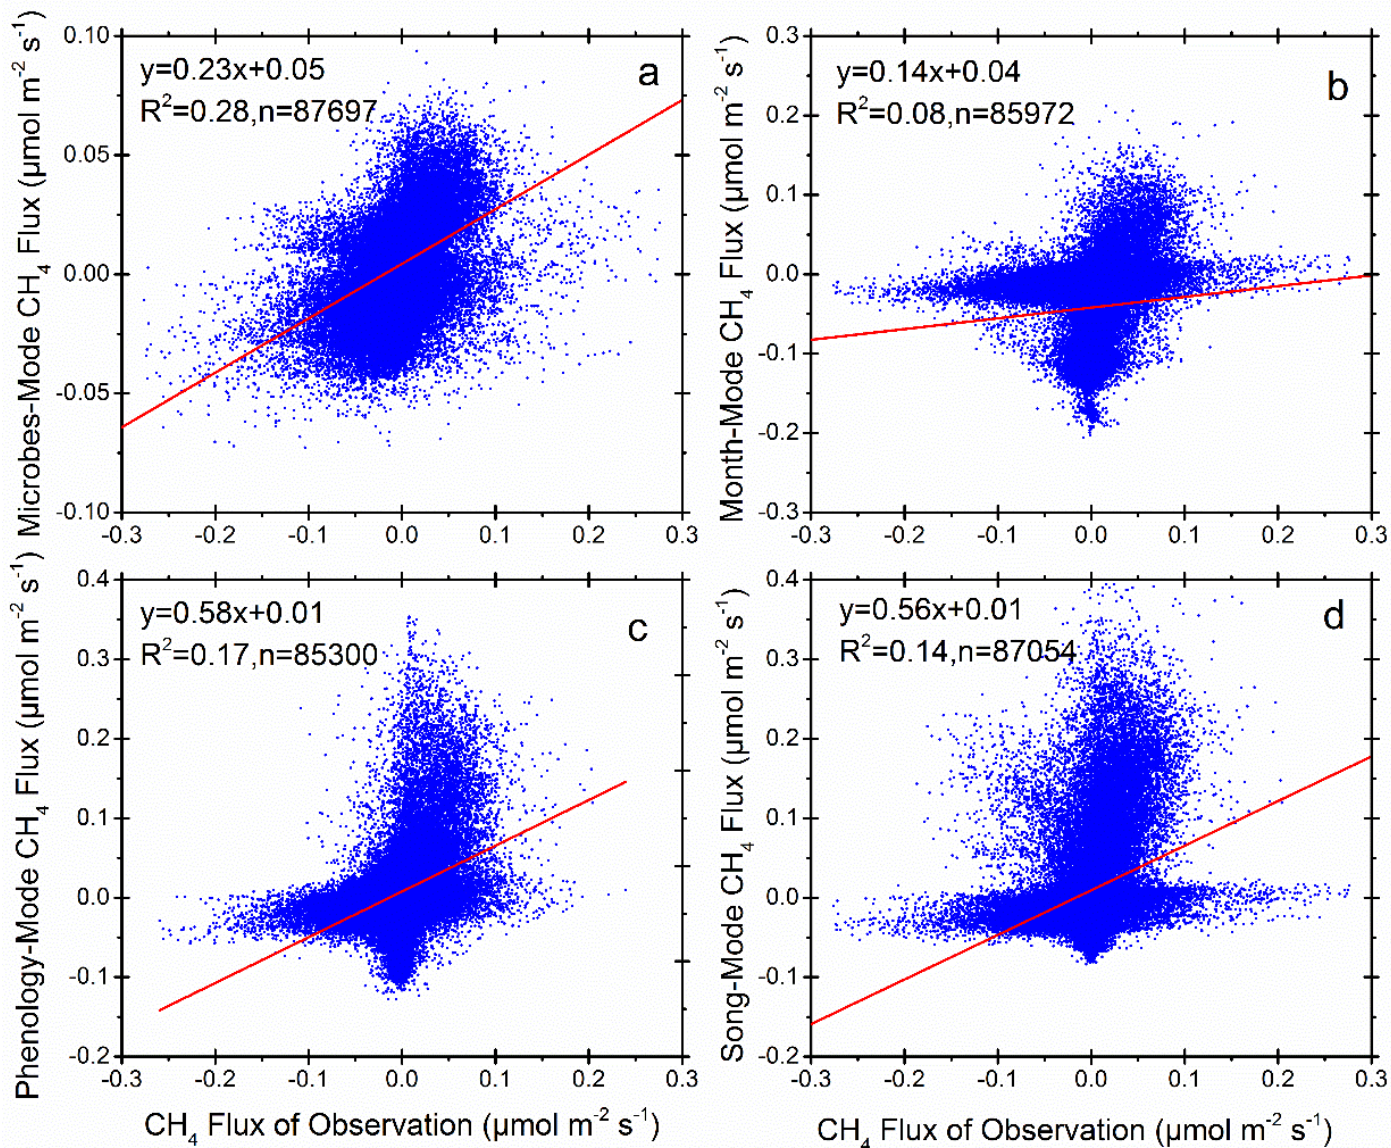 Microbes-Mode CH₄ Flux (μmol m⁻² s⁻¹)
0.10
0.05
0.00
-0.05
-0.10
y=0.23x+0.05
R²=0.28,n=87697
a
-0.3 -0.2 -0.1 0.0 0.1 0.2 0.3
Month-Mode CH₄ Flux (μmol m⁻² s⁻¹)
0.3
0.2
0.1
0.0
-0.1
-0.2
-0.3
y=0.14x+0.04
R²=0.08,n=85972
b
-0.3 -0.2 -0.1 0.0 0.1 0.2 0.3
Phenology-Mode CH₄ Flux (μmol m⁻² s⁻¹)
0.4
0.3
0.2
0.1
0.0
-0.1
-0.2
y=0.58x+0.01
R²=0.17,n=85300
c
-0.3 -0.2 -0.1 0.0 0.1 0.2 0.3
CH₄ Flux of Observation (μmol m⁻² s⁻¹)
Song-Mode CH₄ Flux (μmol m⁻² s⁻¹)
0.4
0.3
0.2
0.1
0.0
-0.1
-0.2
y=0.56x+0.01
R²=0.14,n=87054
d
-0.3 -0.2 -0.1 0.0 0.1 0.2 0.3
CH₄ Flux of Observation (μmol m⁻² s⁻¹)